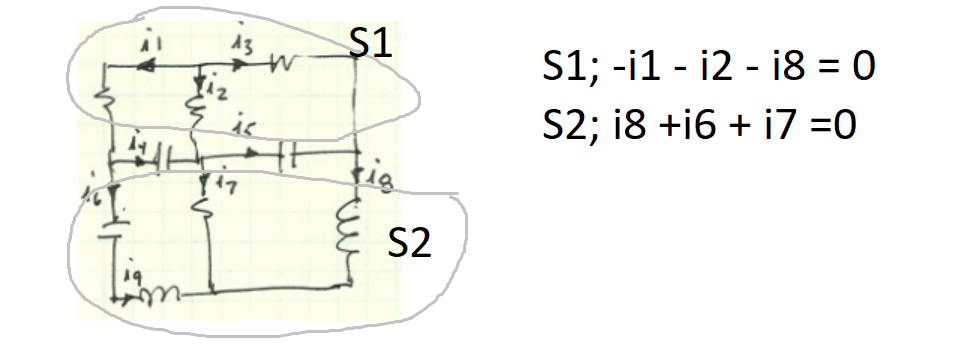 i1 i3 S1
i2
i4 i5
i6 i7 i8
S2
i9
S1; -i1 - i2 - i8 = 0
S2; i8 +i6 + i7 =0